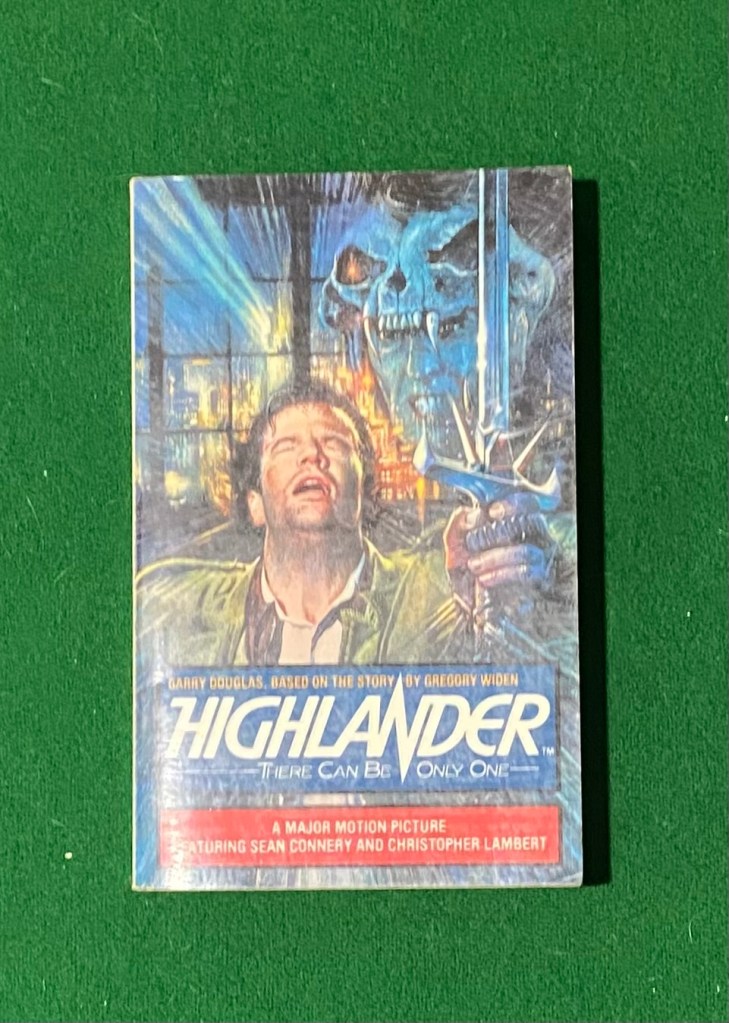 GARRY DOUGLAS. BASED ON THE STORY BY GREGORY WIDEN
HIGHLANDER™
THERE CAN BE ONLY ONE
A MAJOR MOTION PICTURE
FEATURING SEAN CONNERY AND CHRISTOPHER LAMBERT